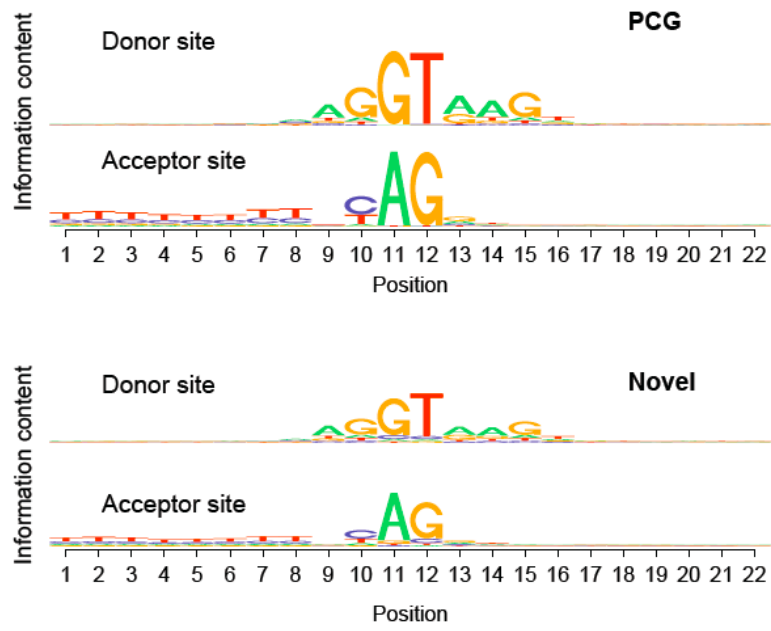 PCG
Donor site
Information content
A G G T A A G
Acceptor site
T T T T T T T T C A G
1 2 3 4 5 6 7 8 9 10 11 12 13 14 15 16 17 18 19 20 21 22
Position
Novel
Donor site
Information content
A G G T A A G
Acceptor site
C A G
1 2 3 4 5 6 7 8 9 10 11 12 13 14 15 16 17 18 19 20 21 22
Position